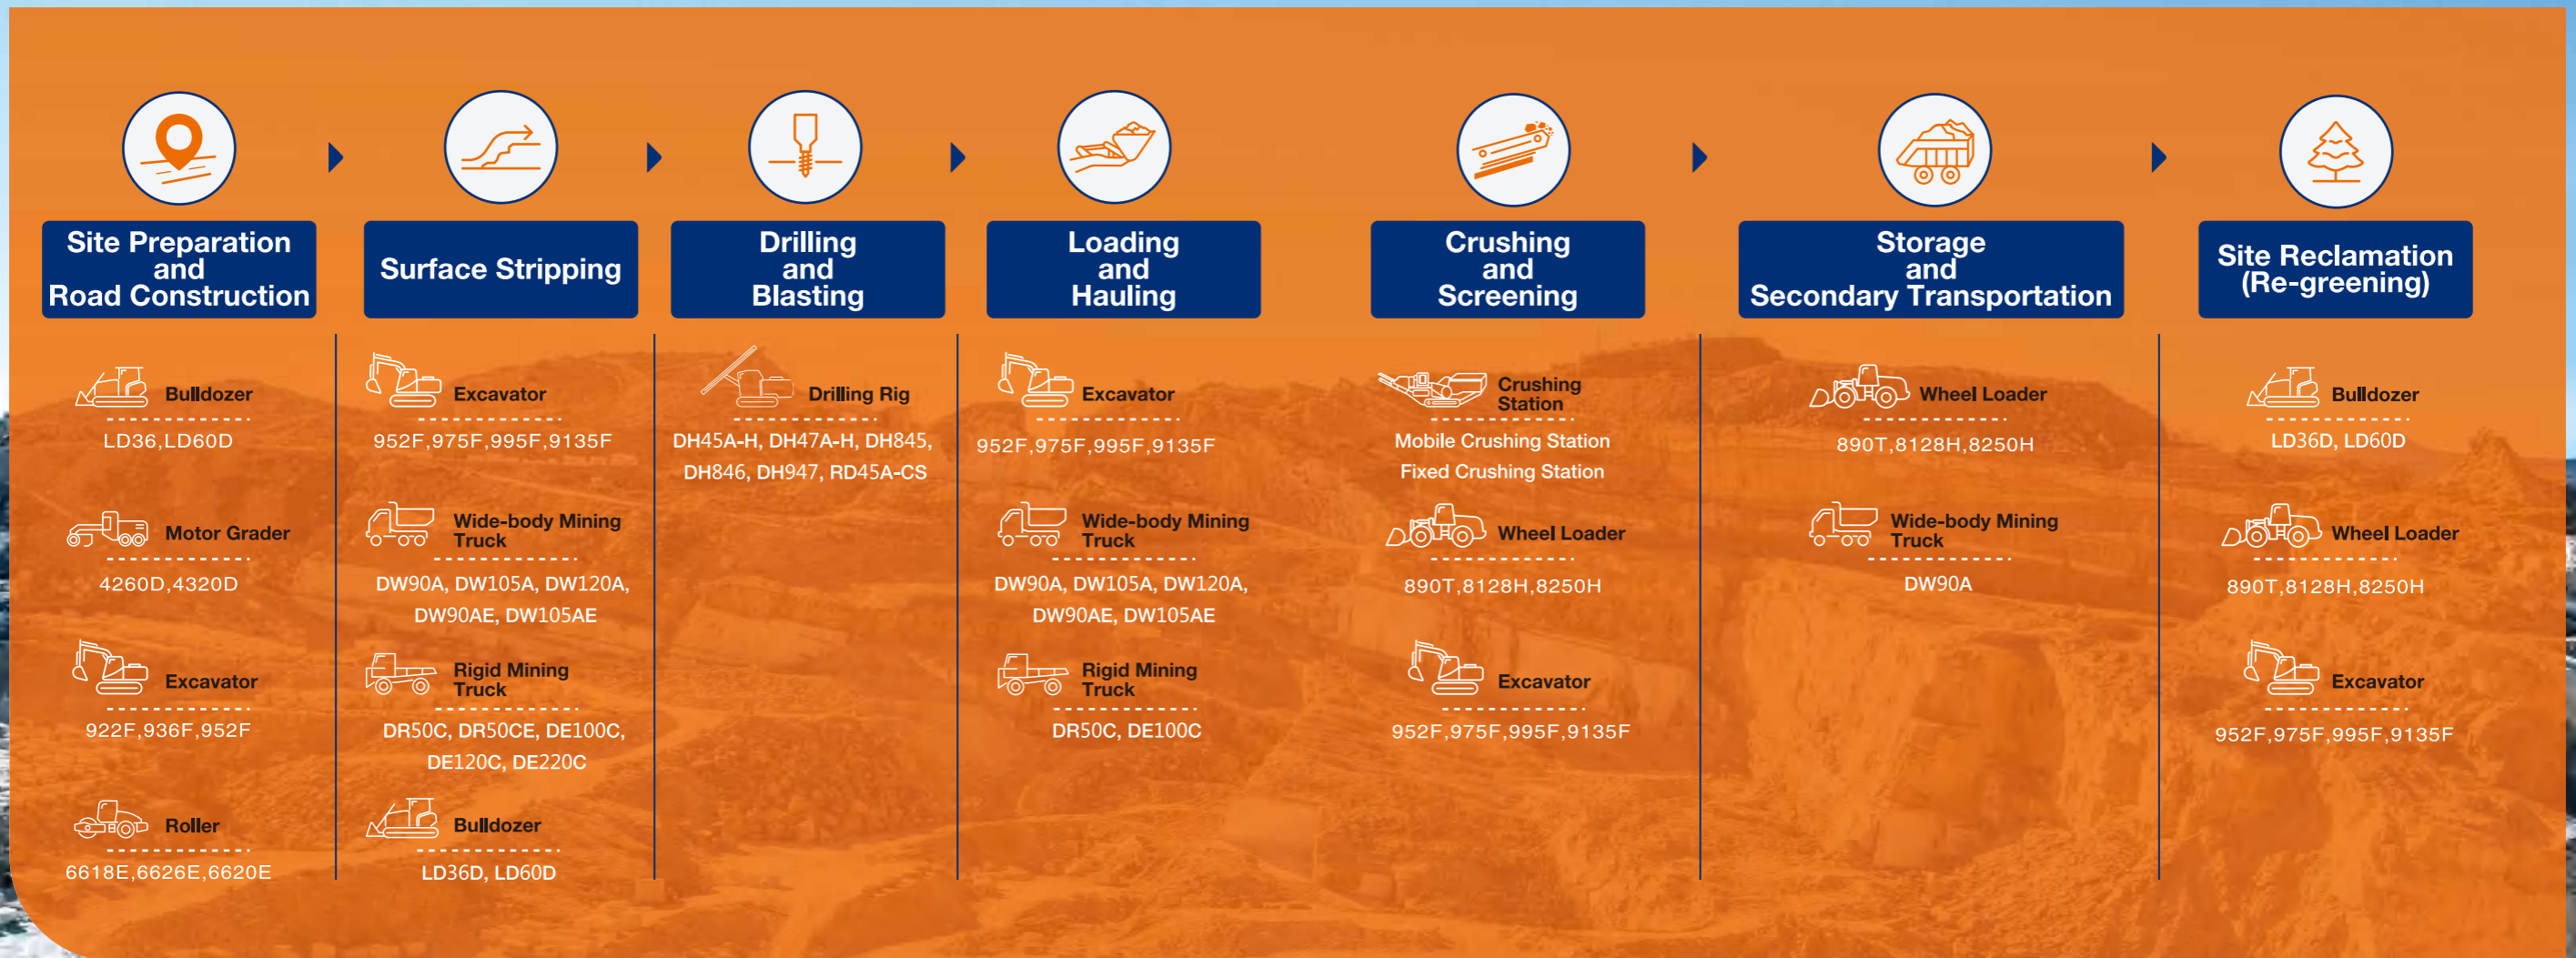 Site Preparation
and
Road Construction
Bulldozer
LD36,LD60D
Motor Grader
4260D,4320D
Excavator
922F,936F,952F
Roller
6618E,6626E,6620E
Surface Stripping
Excavator
952F,975F,995F,9135F
Wide-body Mining
Truck
DW90A, DW105A, DW120A,
DW90AE, DW105AE
Rigid Mining
Truck
DR50C, DR50CE, DE100C,
DE120C, DE220C
Bulldozer
LD36D, LD60D
Drilling
and
Blasting
Drilling Rig
DH45A-H, DH47A-H, DH845,
DH846, DH947, RD45A-CS
Loading
and
Hauling
Excavator
952F,975F,995F,9135F
Wide-body Mining
Truck
DW90A, DW105A, DW120A,
DW90AE, DW105AE
Rigid Mining
Truck
DR50C, DE100C
Crushing
and
Screening
Crushing
Station
Mobile Crushing Station
Fixed Crushing Station
Wheel Loader
890T,8128H,8250H
Excavator
952F,975F,995F,9135F
Storage
and
Secondary Transportation
Wheel Loader
890T,8128H,8250H
Wide-body Mining
Truck
DW90A
Site Reclamation
(Re-greening)
Bulldozer
LD36D, LD60D
Wheel Loader
890T,8128H,8250H
Excavator
952F,975F,995F,9135F